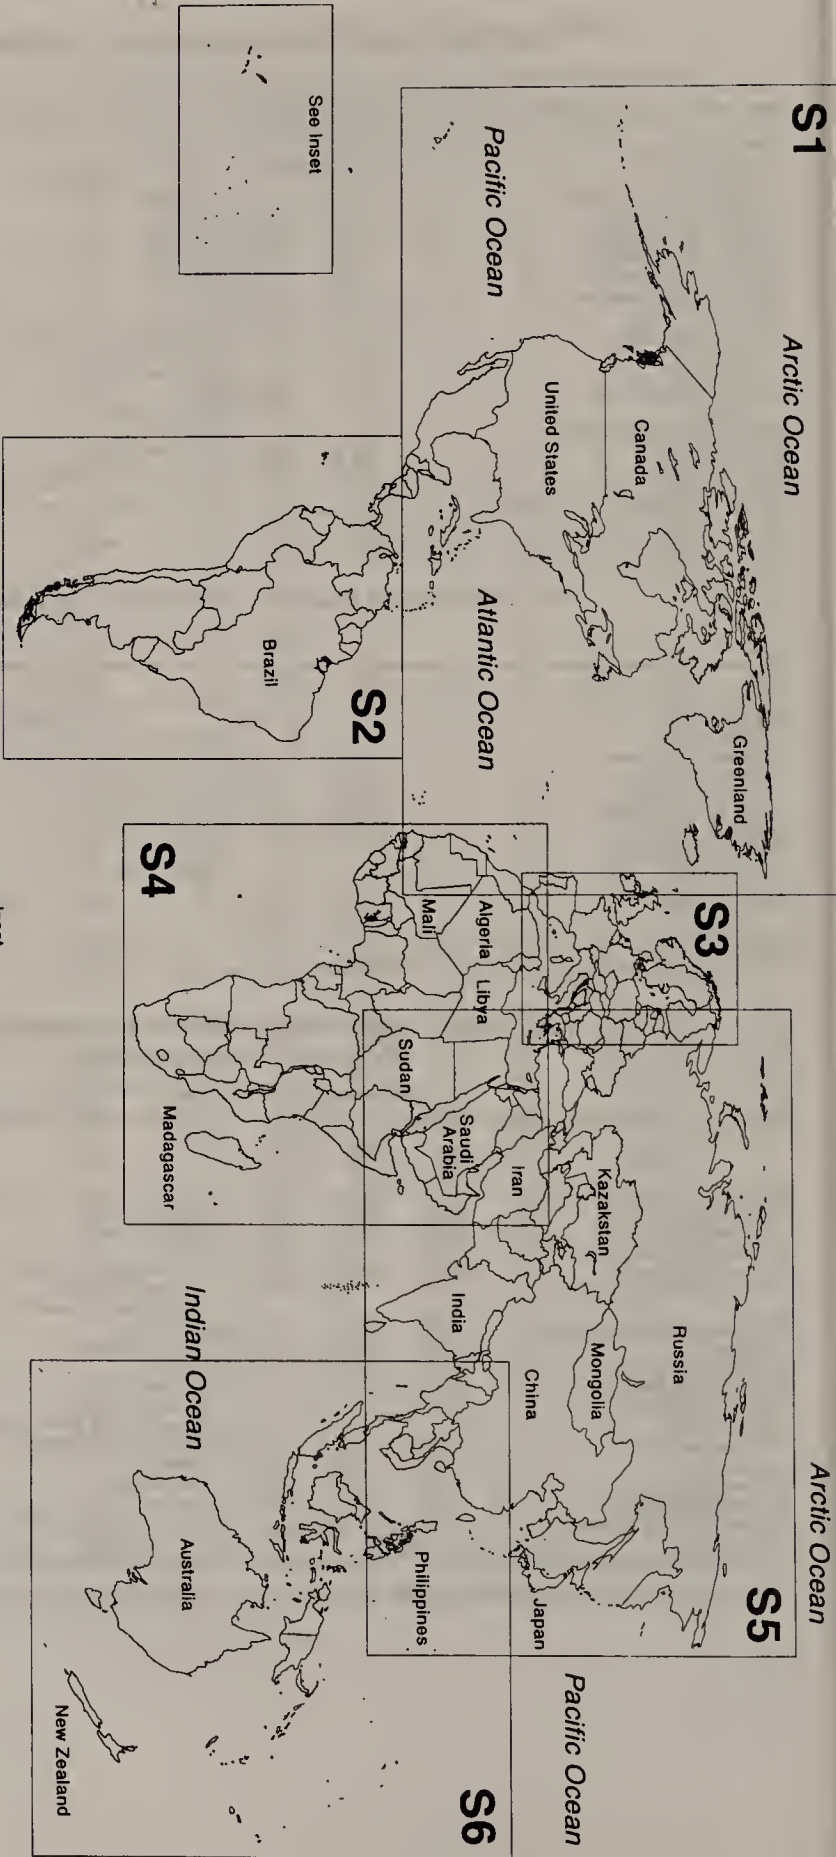 S1
Arctic Ocean
Arctic Ocean
Greenland
Canada
United States
Pacific Ocean
Atlantic Ocean
See Inset
S2
Brazil
S3
S4
Algeria
Mali
Libya
Sudan
Saudi
Arabia
Madagascar
S5
Russia
Kazakstan
Mongolia
Iran
China
India
Japan
Philippines
Pacific Ocean
Indian Ocean
S6
Australia
New Zealand